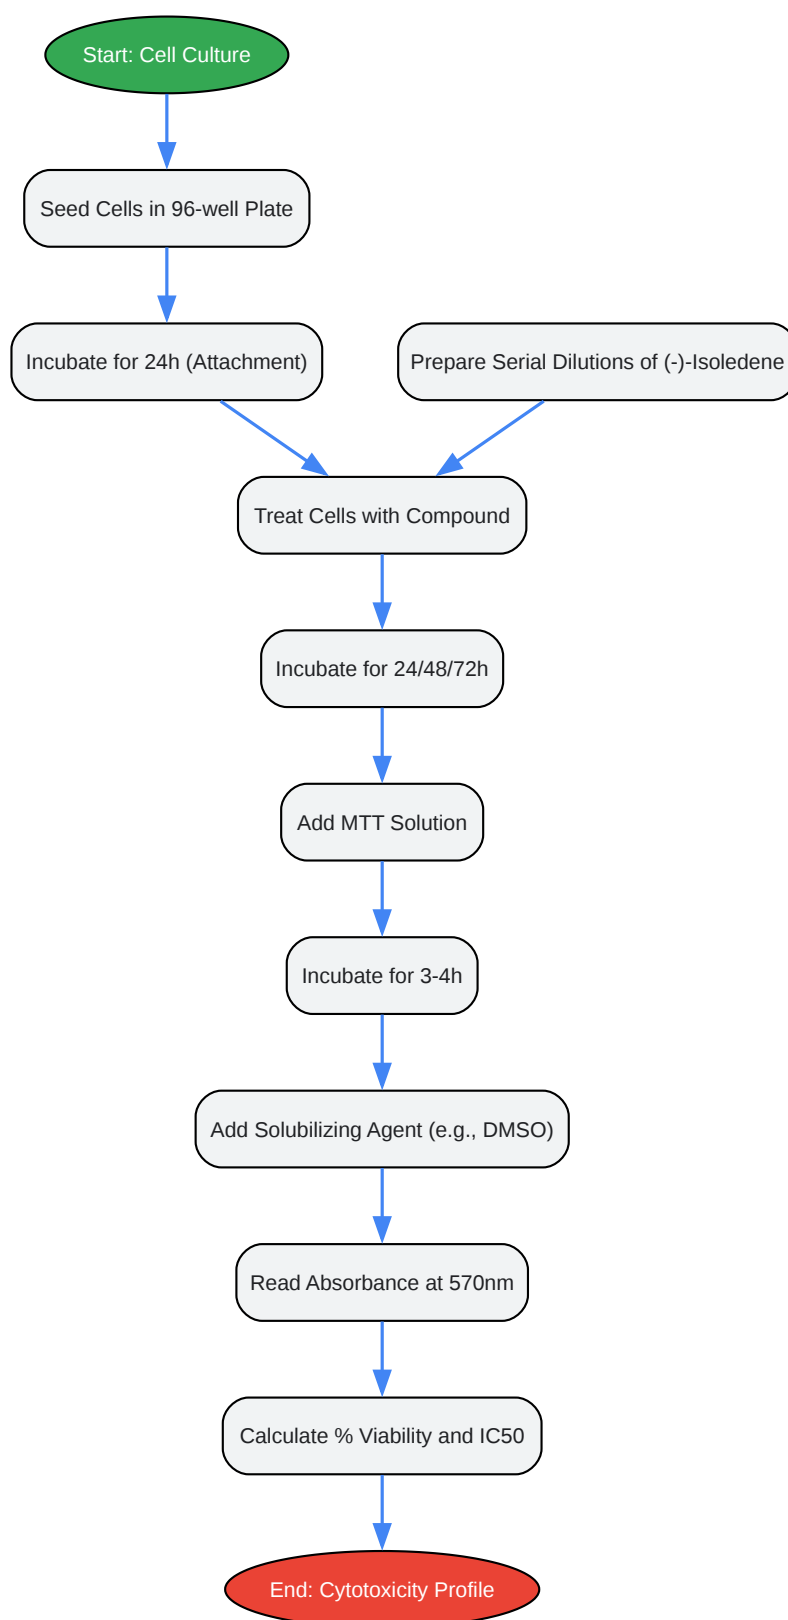 Start: Cell Culture
Seed Cells in 96-well Plate
Incubate for 24h (Attachment)
Prepare Serial Dilutions of (-)-Isoledene
Treat Cells with Compound
Incubate for 24/48/72h
Add MTT Solution
Incubate for 3-4h
Add Solubilizing Agent (e.g., DMSO)
Read Absorbance at 570nm
Calculate % Viability and IC50
End: Cytotoxicity Profile